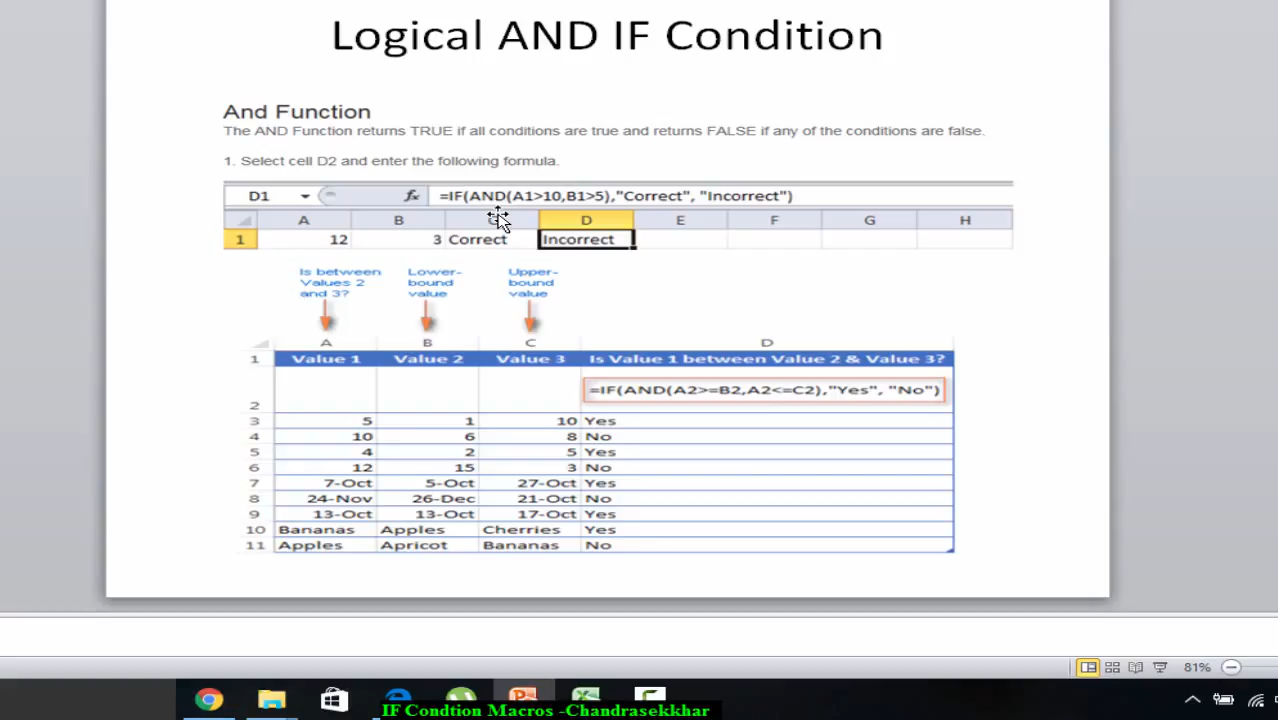 Logical AND IF Condition
And Function
The AND Function returns TRUE if all conditions are true and returns FALSE if any of the conditions are false.
1. Select cell D2 and enter the following formula.
D1 fx =IF(AND(A1>10,B1>5),"Correct", "Incorrect")
A B C D E F G H
1 12 3 Correct Incorrect
Is between Lower- Upper-
Values 2 bound bound
and 3? value value
A B C D
1 Value 1 Value 2 Value 3 Is Value 1 between Value 2 & Value 3?
=IF(AND(A2>=B2,A2<=C2),"Yes", "No")
2
3 5 1 10 Yes
4 10 6 8 No
5 4 2 5 Yes
6 12 15 3 No
7 7-Oct 5-Oct 27-Oct Yes
8 24-Nov 26-Dec 21-Oct No
9 13-Oct 13-Oct 17-Oct Yes
10 Bananas Apples Cherries Yes
11 Apples Apricot Bananas No
81%
IF Condtion Macros -Chandrasekkhar